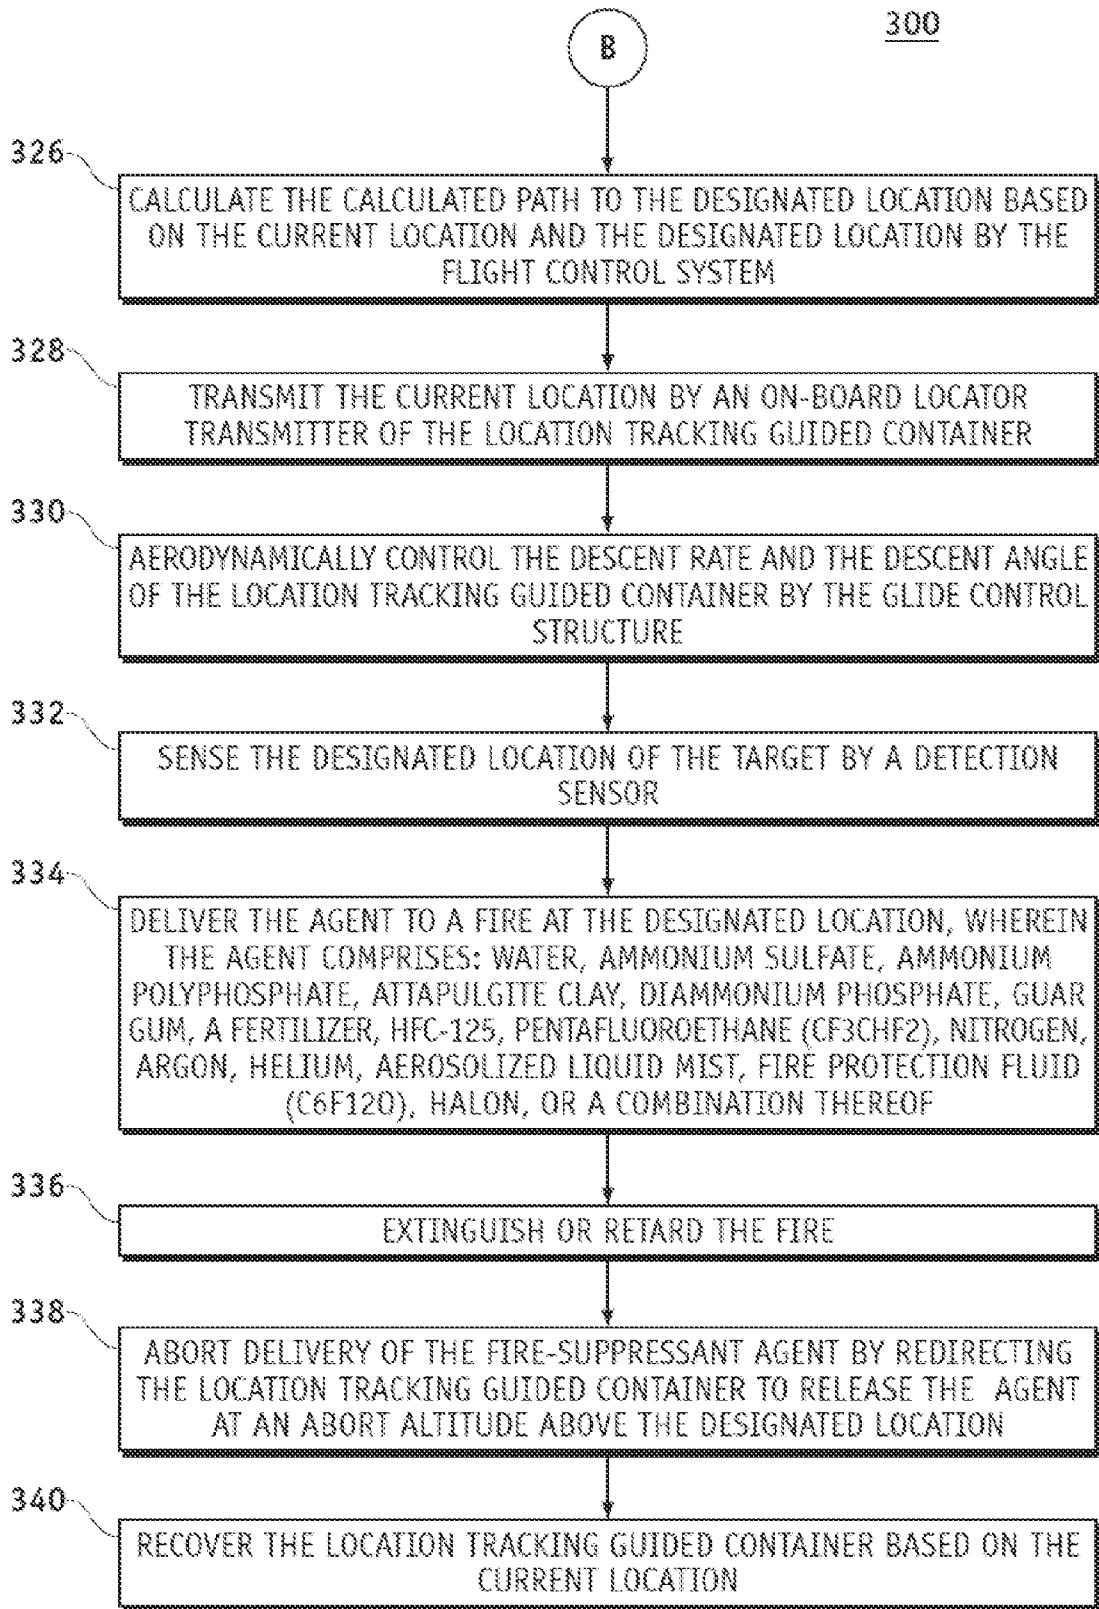 300
B
326
CALCULATE THE CALCULATED PATH TO THE DESIGNATED LOCATION BASED
ON THE CURRENT LOCATION AND THE DESIGNATED LOCATION BY THE
FLIGHT CONTROL SYSTEM
328
TRANSMIT THE CURRENT LOCATION BY AN ON-BOARD LOCATOR
TRANSMITTER OF THE LOCATION TRACKING GUIDED CONTAINER
330
AERODYNAMICALLY CONTROL THE DESCENT RATE AND THE DESCENT ANGLE
OF THE LOCATION TRACKING GUIDED CONTAINER BY THE GLIDE CONTROL
STRUCTURE
332
SENSE THE DESIGNATED LOCATION OF THE TARGET BY A DETECTION
SENSOR
334
DELIVER THE AGENT TO A FIRE AT THE DESIGNATED LOCATION, WHEREIN
THE AGENT COMPRISES: WATER, AMMONIUM SULFATE, AMMONIUM
POLYPHOSPHATE, ATTAPULGITE CLAY, DIAMMONIUM PHOSPHATE, GUAR
GUM, A FERTILIZER, HFC-125, PENTAFLUOROETHANE (CF3CHF2), NITROGEN,
ARGON, HELIUM, AEROSOLIZED LIQUID MIST, FIRE PROTECTION FLUID
(C6F12O), HALON, OR A COMBINATION THEREOF
336
EXTINGUISH OR RETARD THE FIRE
338
ABORT DELIVERY OF THE FIRE-SUPPRESSANT AGENT BY REDIRECTING
THE LOCATION TRACKING GUIDED CONTAINER TO RELEASE THE AGENT
AT AN ABORT ALTITUDE ABOVE THE DESIGNATED LOCATION
340
RECOVER THE LOCATION TRACKING GUIDED CONTAINER BASED ON THE
CURRENT LOCATION